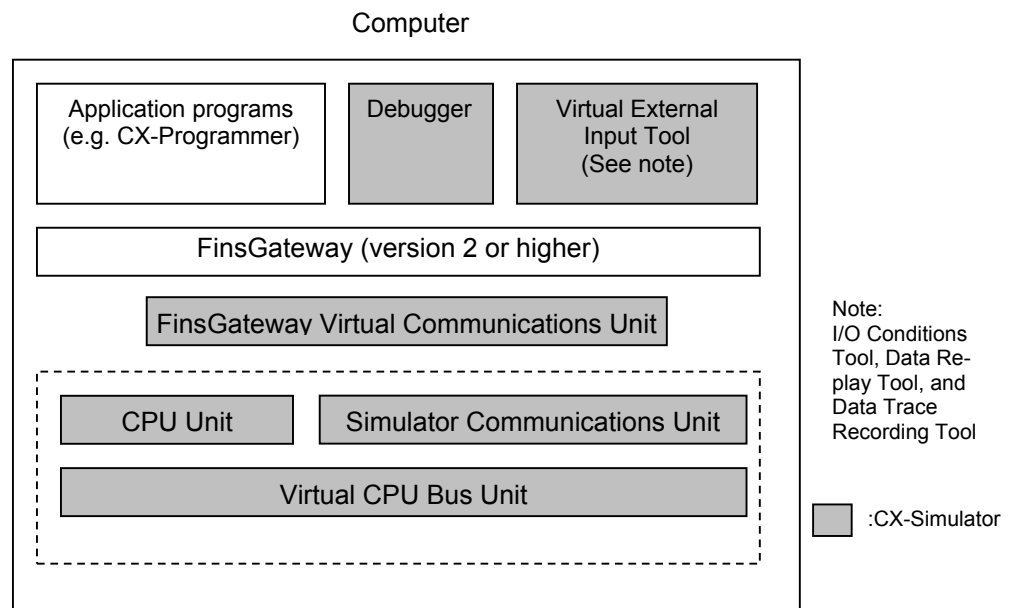 Computer
Application programs
(e.g. CX-Programmer)
Debugger
Virtual External
Input Tool
(See note)
FinsGateway (version 2 or higher)
FinsGateway Virtual Communications Unit
CPU Unit
Simulator Communications Unit
Virtual CPU Bus Unit
Note:
I/O Conditions
Tool, Data Re-
play Tool, and
Data Trace
Recording Tool
:CX-Simulator